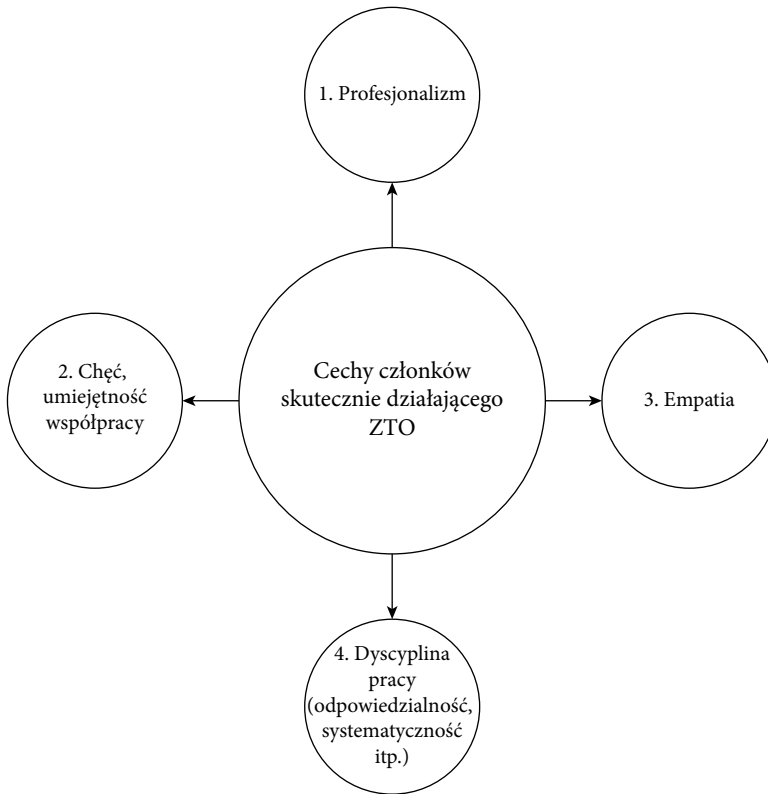 1. Profesjonalizm
2. Chęć,
umiejętność
współpracy
Cechy członków
skutecznie działającego
ZTO
3. Empatia
4. Dyscyplina
pracy
(odpowiedzialność,
systematyczność
itp.)